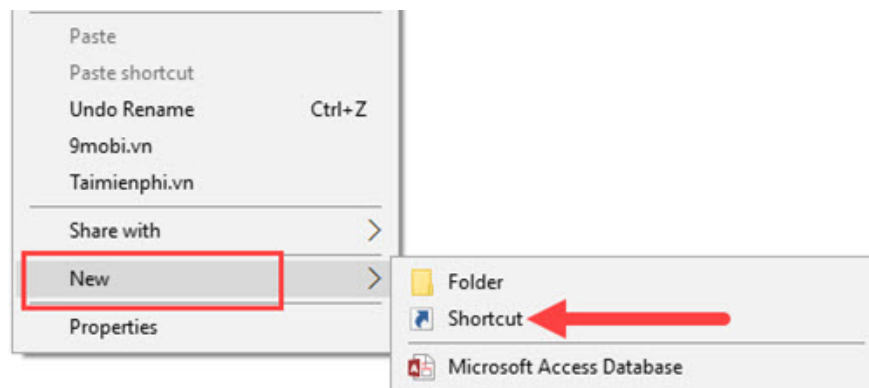 Paste
Paste shortcut
Undo Rename Ctrl+Z
9mobi.vn
Taimienphi.vn
Share with
New
Properties
Folder
Shortcut
Microsoft Access Database